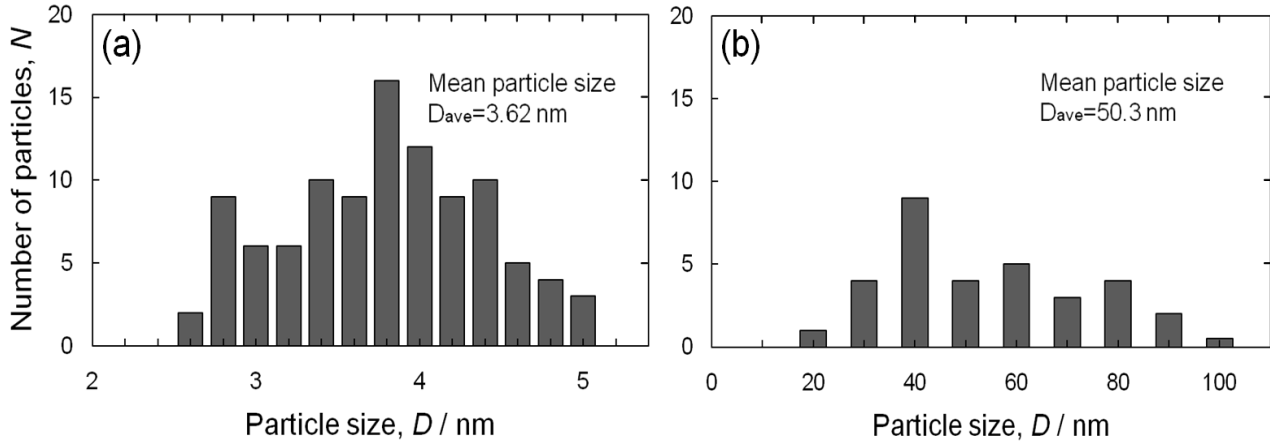 (a)
Mean particle size
Dave=3.62 nm
Number of particles, N
20
15
10
5
0
2
3
4
5
Particle size, D / nm
(b)
Mean particle size
Dave=50.3 nm
20
15
10
5
0
0
20
40
60
80
100
Particle size, D / nm